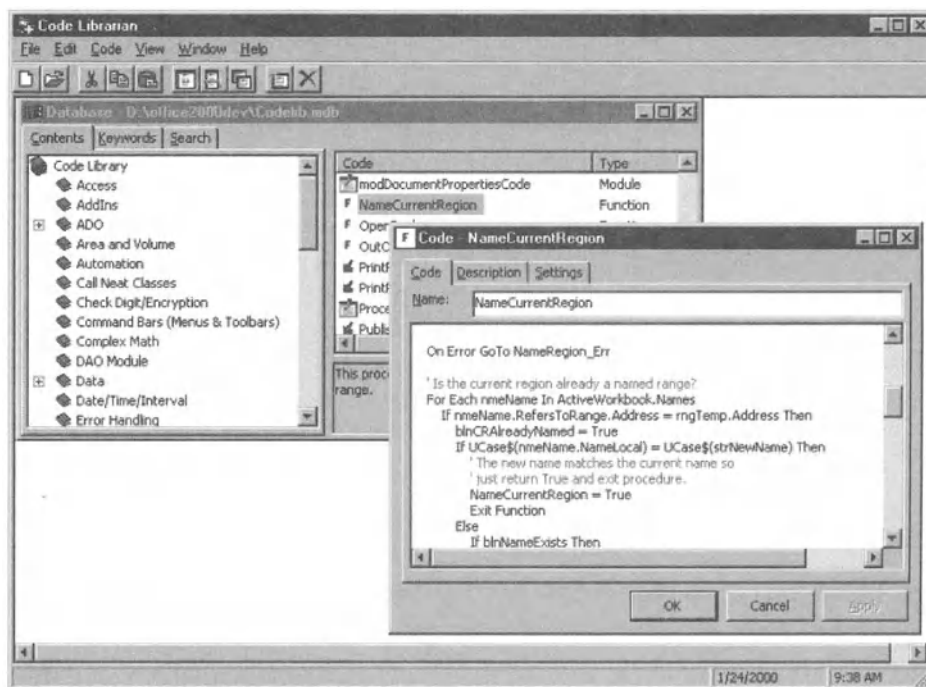 Code Librarian
File Edit Code View Window Help
Database - D:\office2000dev\Codelib.mdb
Contents Keywords Search
Code Library
Access
AddIns
ADO
Area and Volume
Automation
Call Neat Classes
Check Digit/Encryption
Command Bars (Menus & Toolbars)
Complex Math
DAO Module
Data
Date/Time/Interval
Error Handling
Code Type
modDocumentPropertiesCode Module
F NameCurrentRegion Function
F Oper
F OutC
Print
Print
Proce
Publis
This proc
range.
F Code - NameCurrentRegion
Code Description Settings
Name: NameCurrentRegion
On Error GoTo NameRegion_Err
' Is the current region already a named range?
For Each nmeName In ActiveWorkbook.Names
If nmeName.RefersToRange.Address = rngTemp.Address Then
blnCRAlreadyNamed = True
If UCase$(nmeName.NameLocal) = UCase$(strNewName) Then
' The new name matches the current name so
' just return True and exit procedure.
NameCurrentRegion = True
Exit Function
Else
If blnNameExists Then
OK Cancel Apply
1/24/2000 9:38 AM